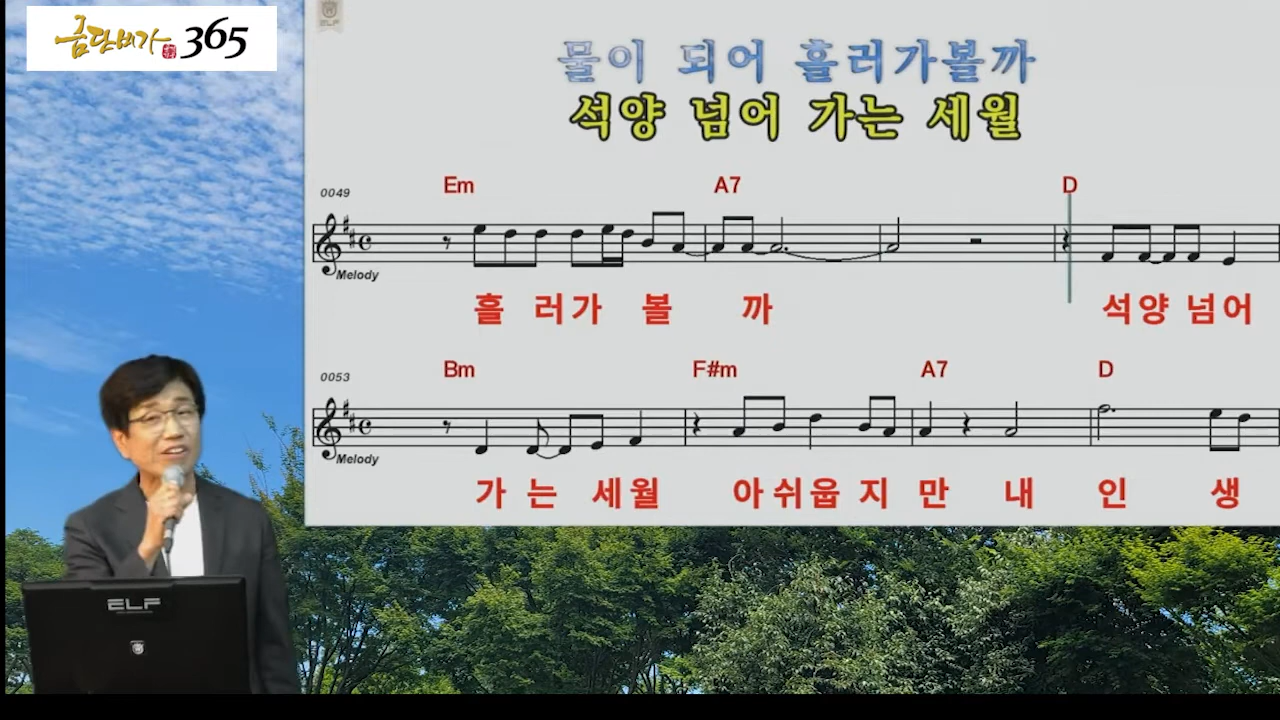 금단비가 365
물이 되어 흘러가볼까
석양 넘어 가는 세월
0049 Em A7 D
Melody
흘 러가 볼 까 석양 넘어
0053 Bm F#m A7 D
Melody
가 는 세월 아쉬웁 지 만 내 인 생
ELF